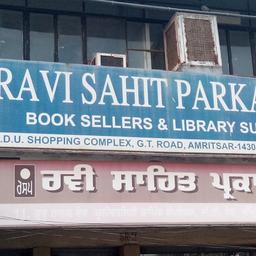 RAVI SAHIT PARKA
BOOK SELLERS & LIBRARY SU
.D.U. SHOPPING COMPLEX, G.T. ROAD, AMRITSAR-1430
ਰਵੀ ਸਾਹਿਤ ਪ੍ਰਕਾ